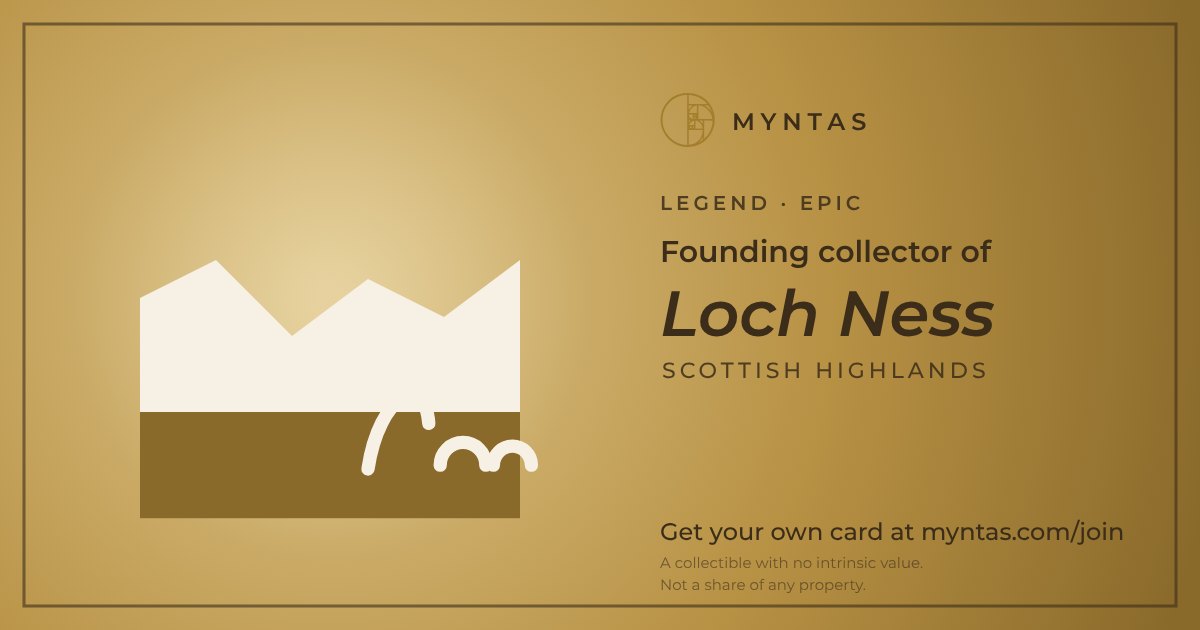 MYNTAS
LEGEND · EPIC
Founding collector of
Loch Ness
SCOTTISH HIGHLANDS
Get your own card at myntas.com/join
A collectible with no intrinsic value.
Not a share of any property.